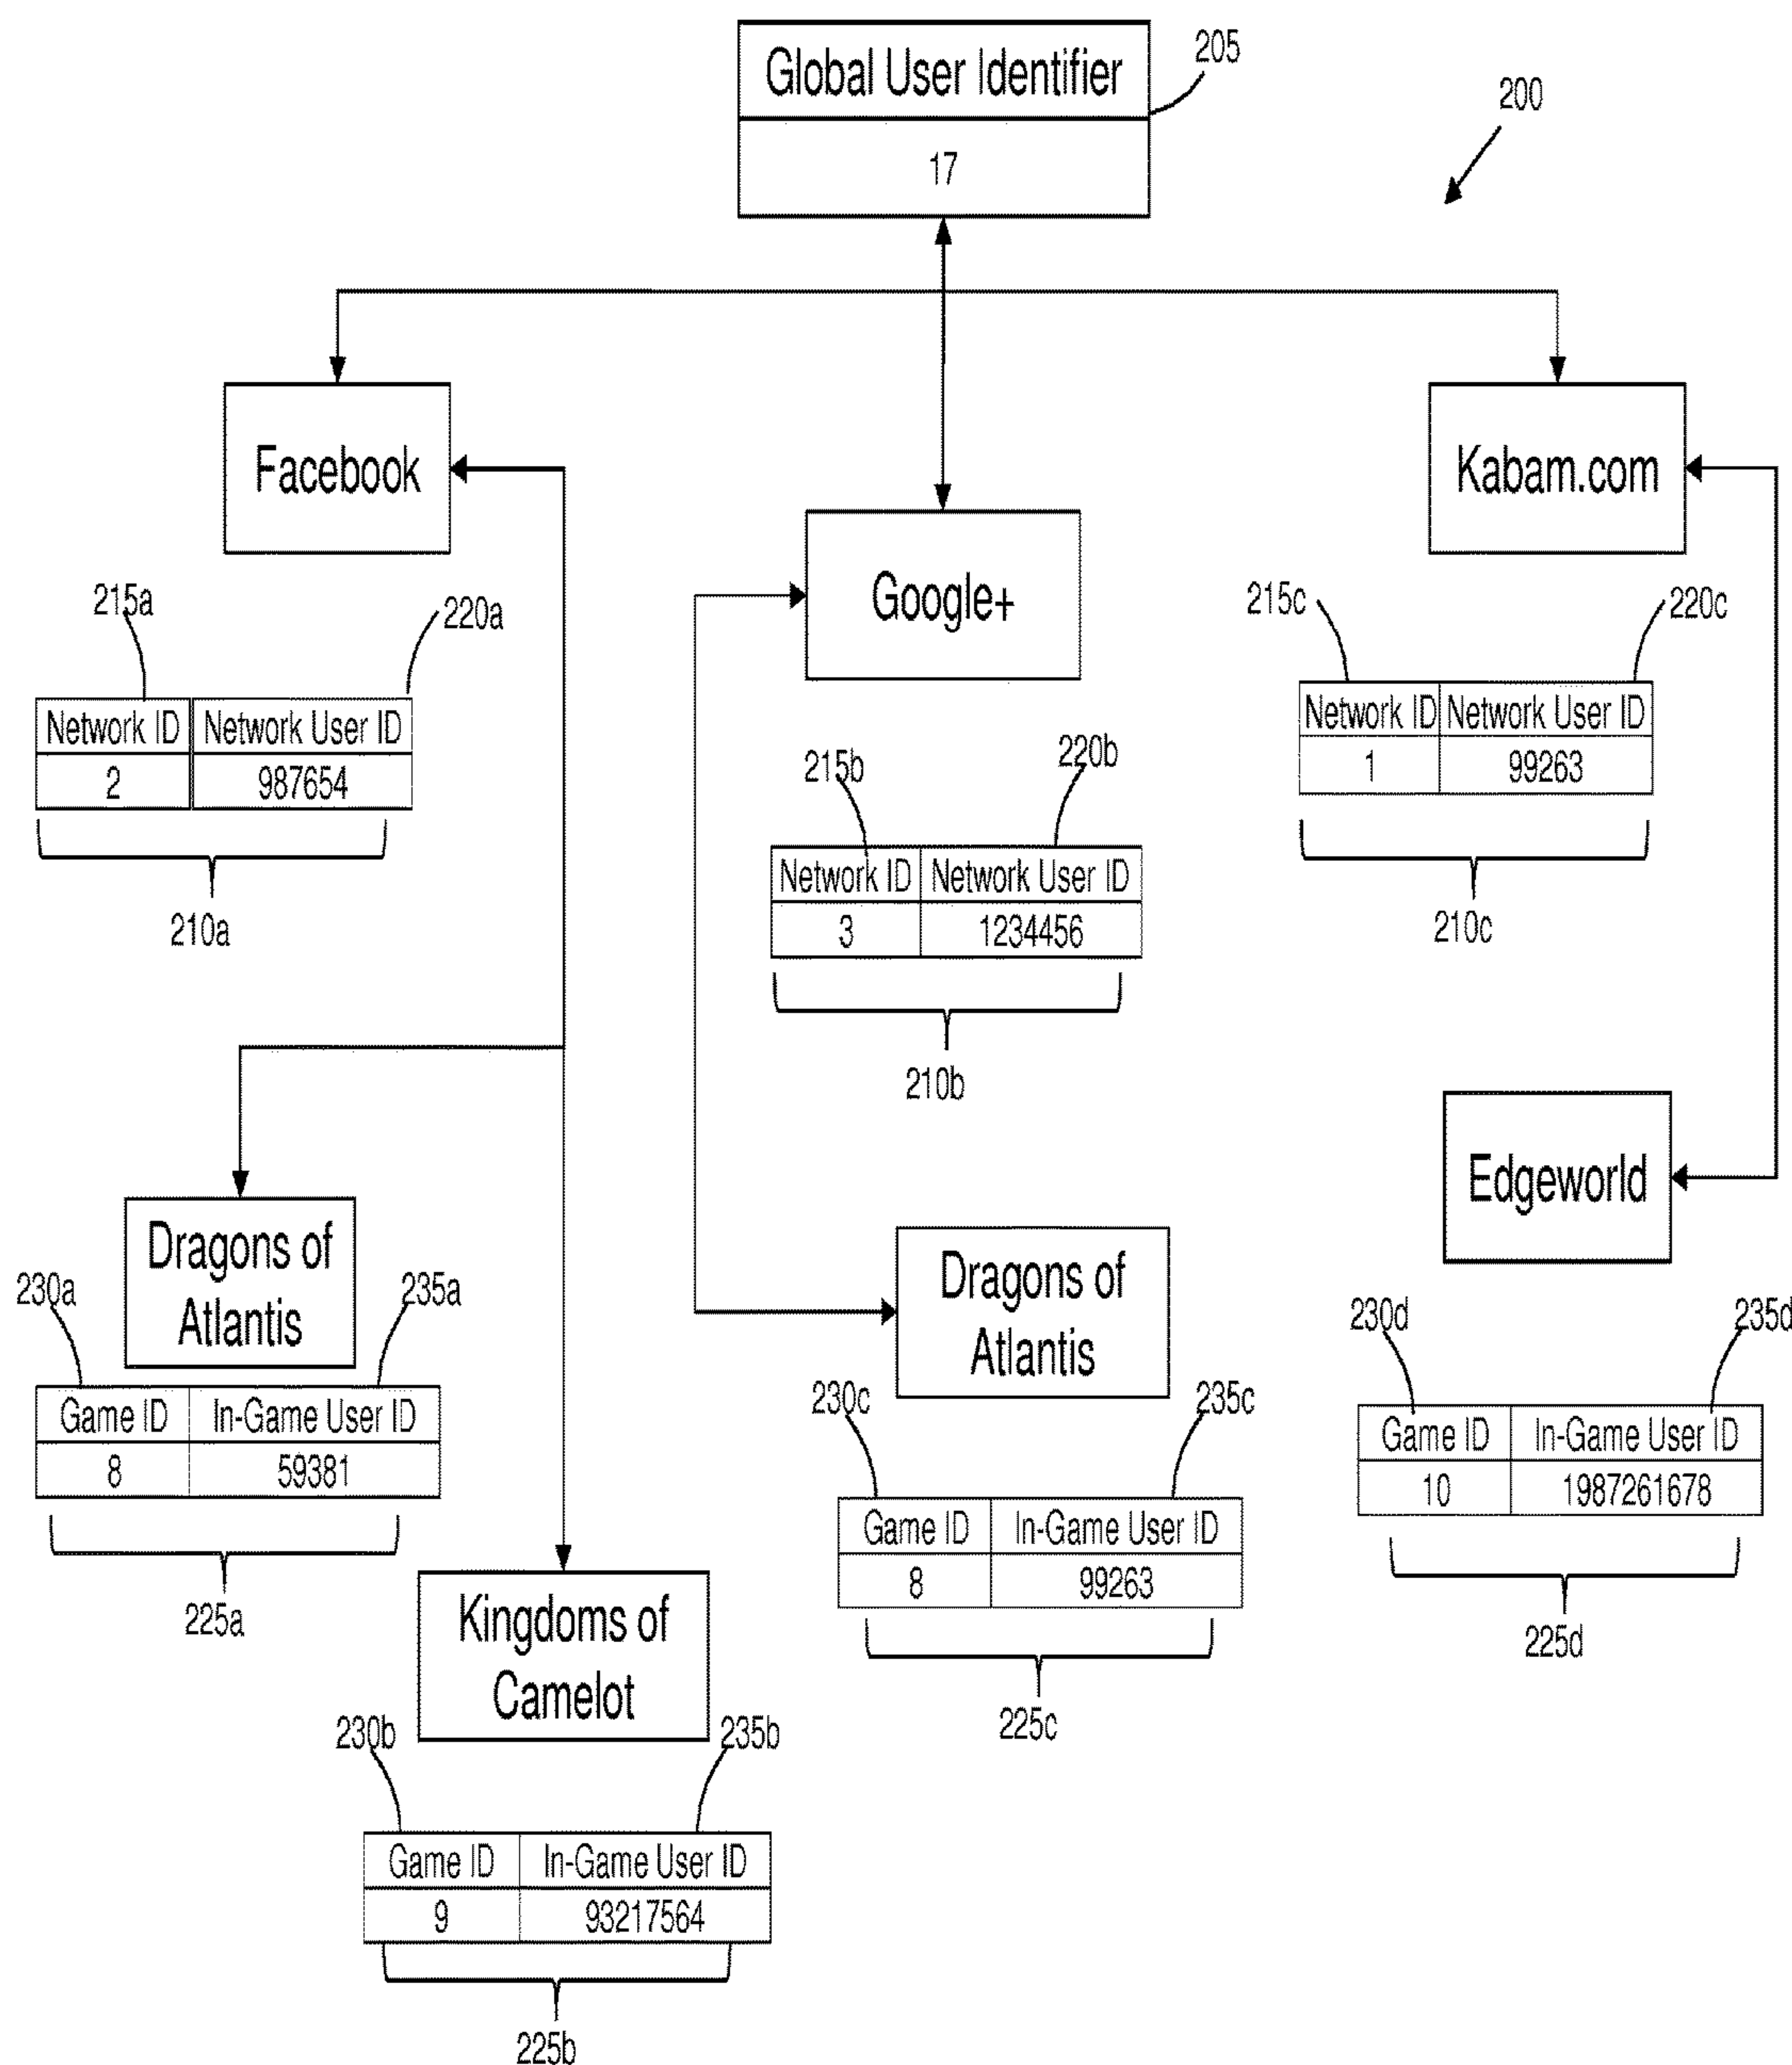 Global User Identifier
17
205
200
Facebook
Google+
Kabam.com
215a
220a
Network ID Network User ID
2 987654
210a
215b
220b
Network ID Network User ID
3 1234456
210b
215c
220c
Network ID Network User ID
1 99263
210c
Dragons of
Atlantis
230a
235a
Game ID In-Game User ID
8 59381
225a
Kingdoms of
Camelot
230b
235b
Game ID In-Game User ID
9 93217564
225b
Dragons of
Atlantis
230c
235c
Game ID In-Game User ID
8 99263
225c
Edgeworld
230d
235d
Game ID In-Game User ID
10 1987261678
225d